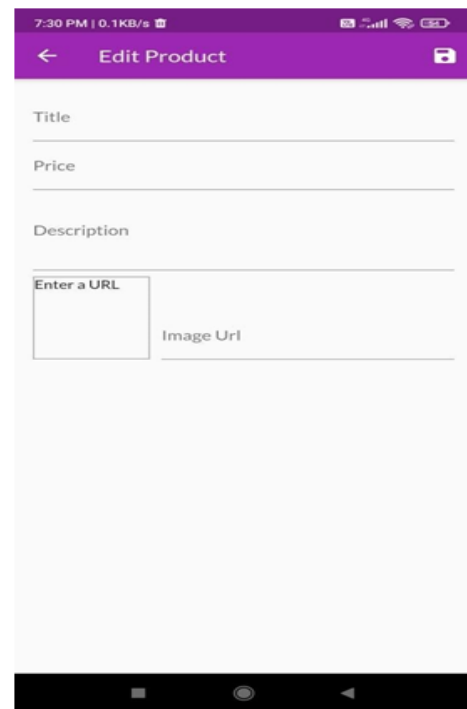 7:30 PM | 0.1KB/s
Edit Product
Title
Price
Description
Enter a URL
Image Url